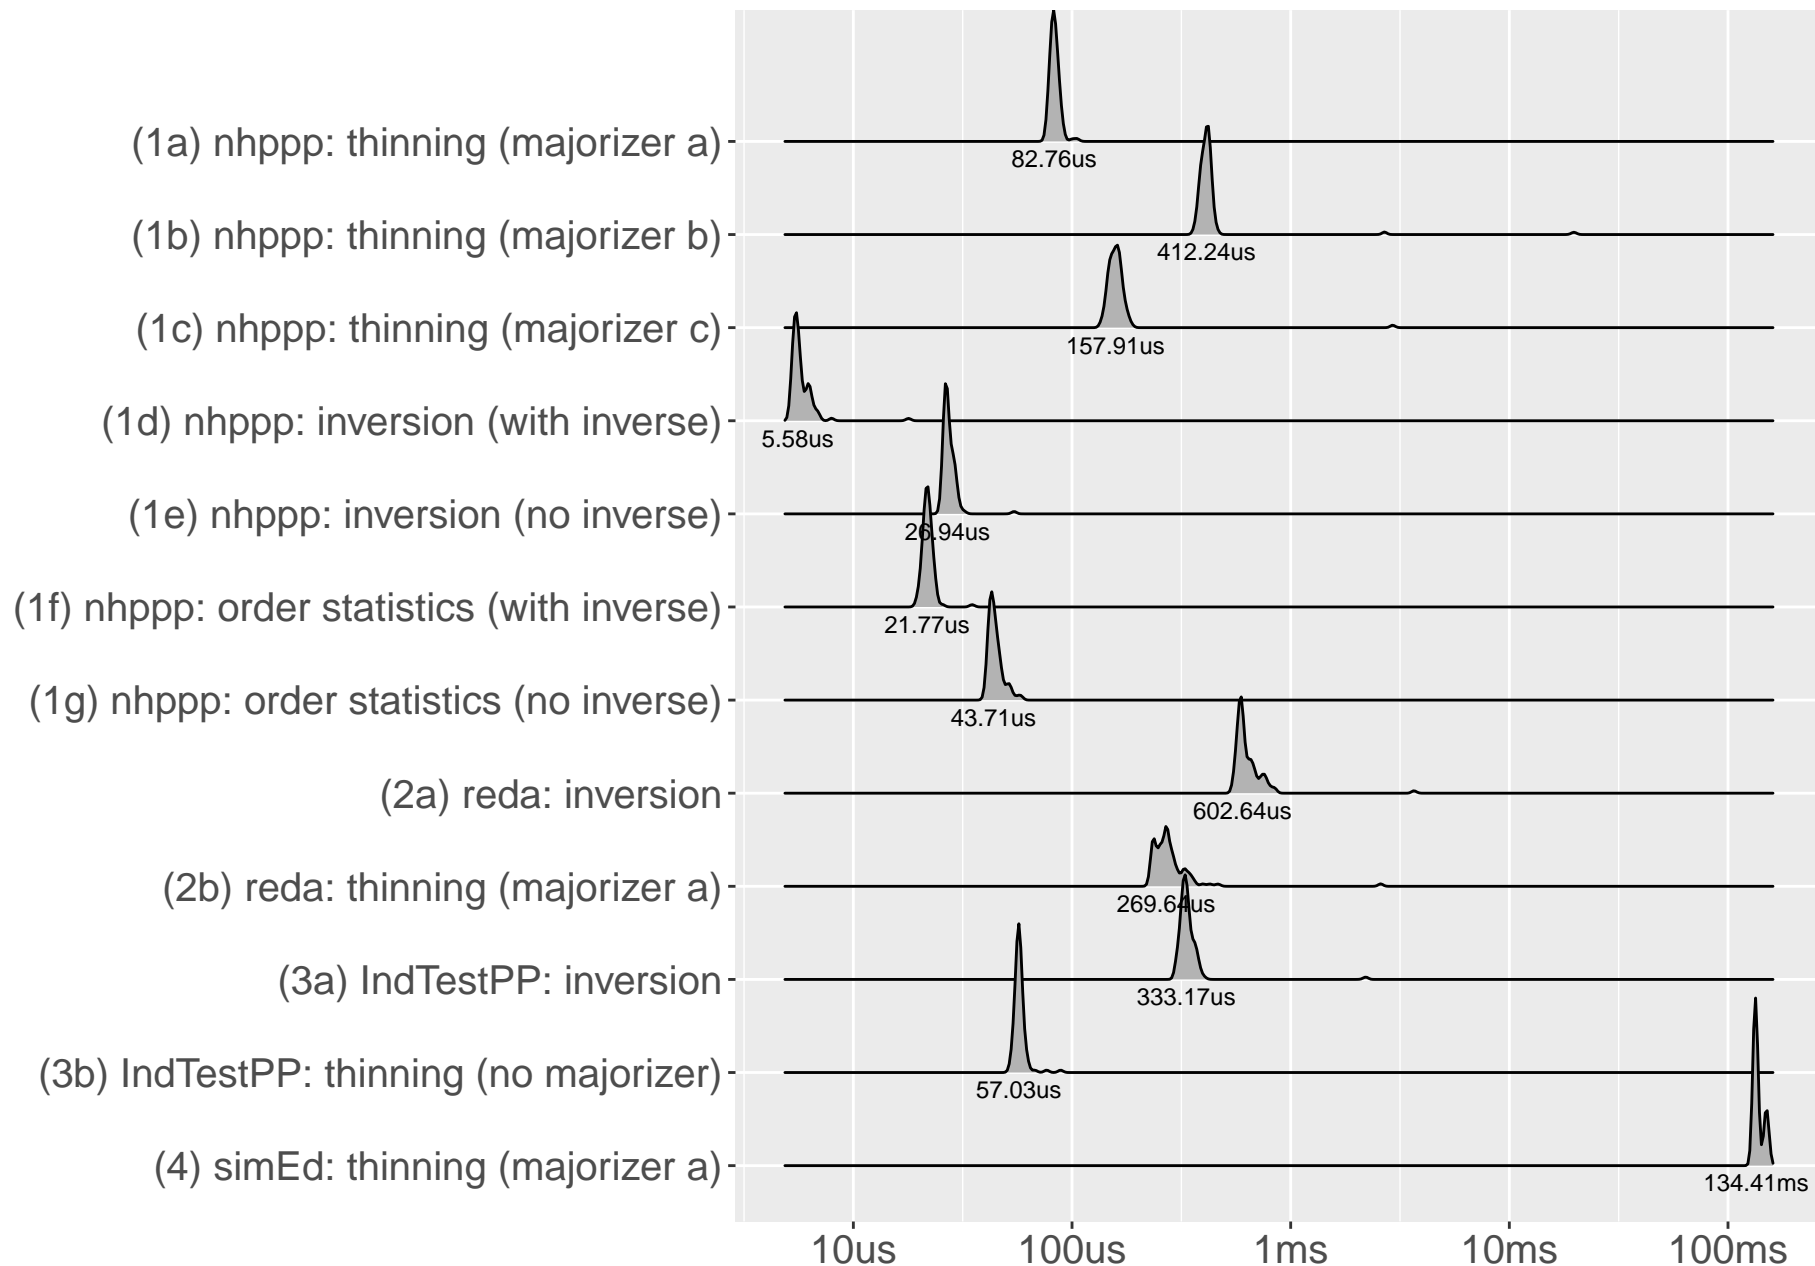 (1a) nhppp: thinning (majorizer a)
82.76us
(1b) nhppp: thinning (majorizer b)
412.24us
(1c) nhppp: thinning (majorizer c)
157.91us
(1d) nhppp: inversion (with inverse)
5.58us
(1e) nhppp: inversion (no inverse)
26.94us
(1f) nhppp: order statistics (with inverse)
21.77us
(1g) nhppp: order statistics (no inverse)
43.71us
(2a) reda: inversion
602.64us
(2b) reda: thinning (majorizer a)
269.64us
(3a) IndTestPP: inversion
333.17us
(3b) IndTestPP: thinning (no majorizer)
57.03us
(4) simEd: thinning (majorizer a)
134.41ms
10us 100us 1ms 10ms 100ms